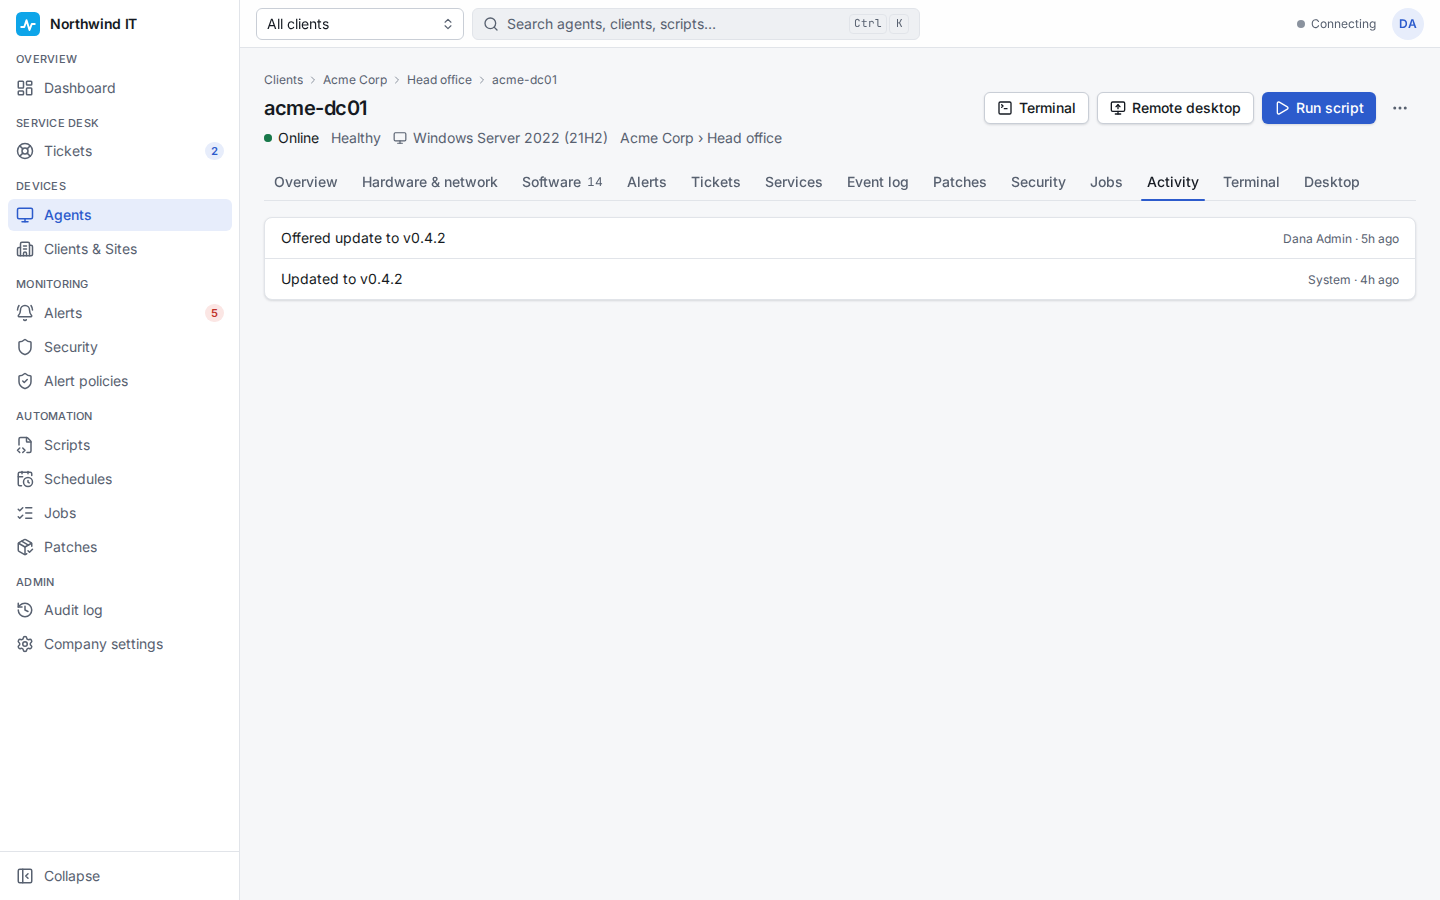 Northwind IT
OVERVIEW
Dashboard
SERVICE DESK
Tickets 2
DEVICES
Agents
Clients & Sites
MONITORING
Alerts 5
Security
Alert policies
AUTOMATION
Scripts
Schedules
Jobs
Patches
ADMIN
Audit log
Company settings
Collapse
All clients
Search agents, clients, scripts... Ctrl K
Connecting
DA
Clients > Acme Corp > Head office > acme-dc01
acme-dc01
Terminal
Remote desktop
Run script
Online Healthy Windows Server 2022 (21H2) Acme Corp › Head office
Overview Hardware & network Software 14 Alerts Tickets Services Event log Patches Security Jobs Activity Terminal Desktop
Offered update to v0.4.2 Dana Admin · 5h ago
Updated to v0.4.2 System · 4h ago